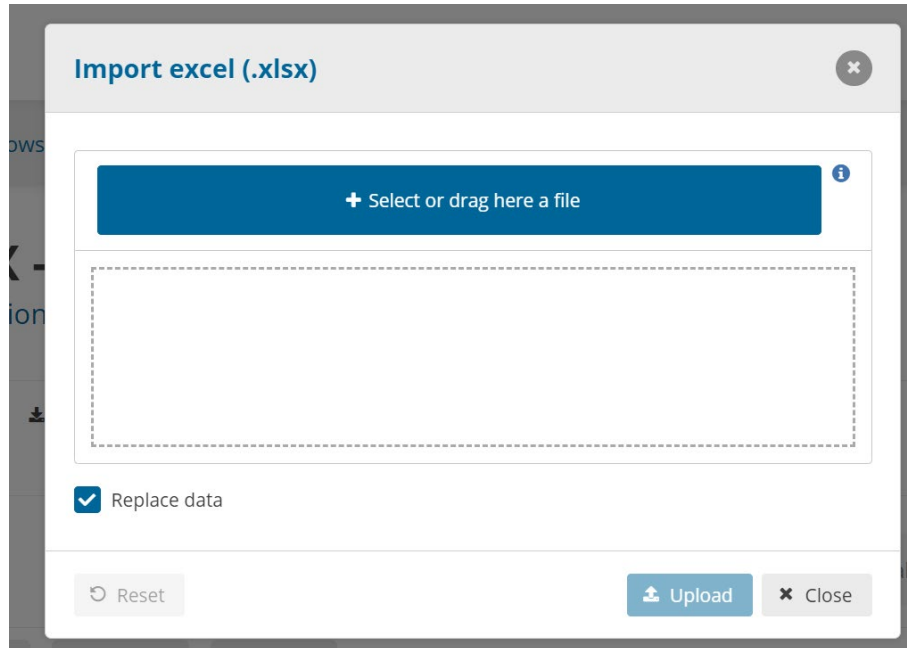 Import excel (.xlsx)
+ Select or drag here a file
Replace data
Reset
Upload
Close